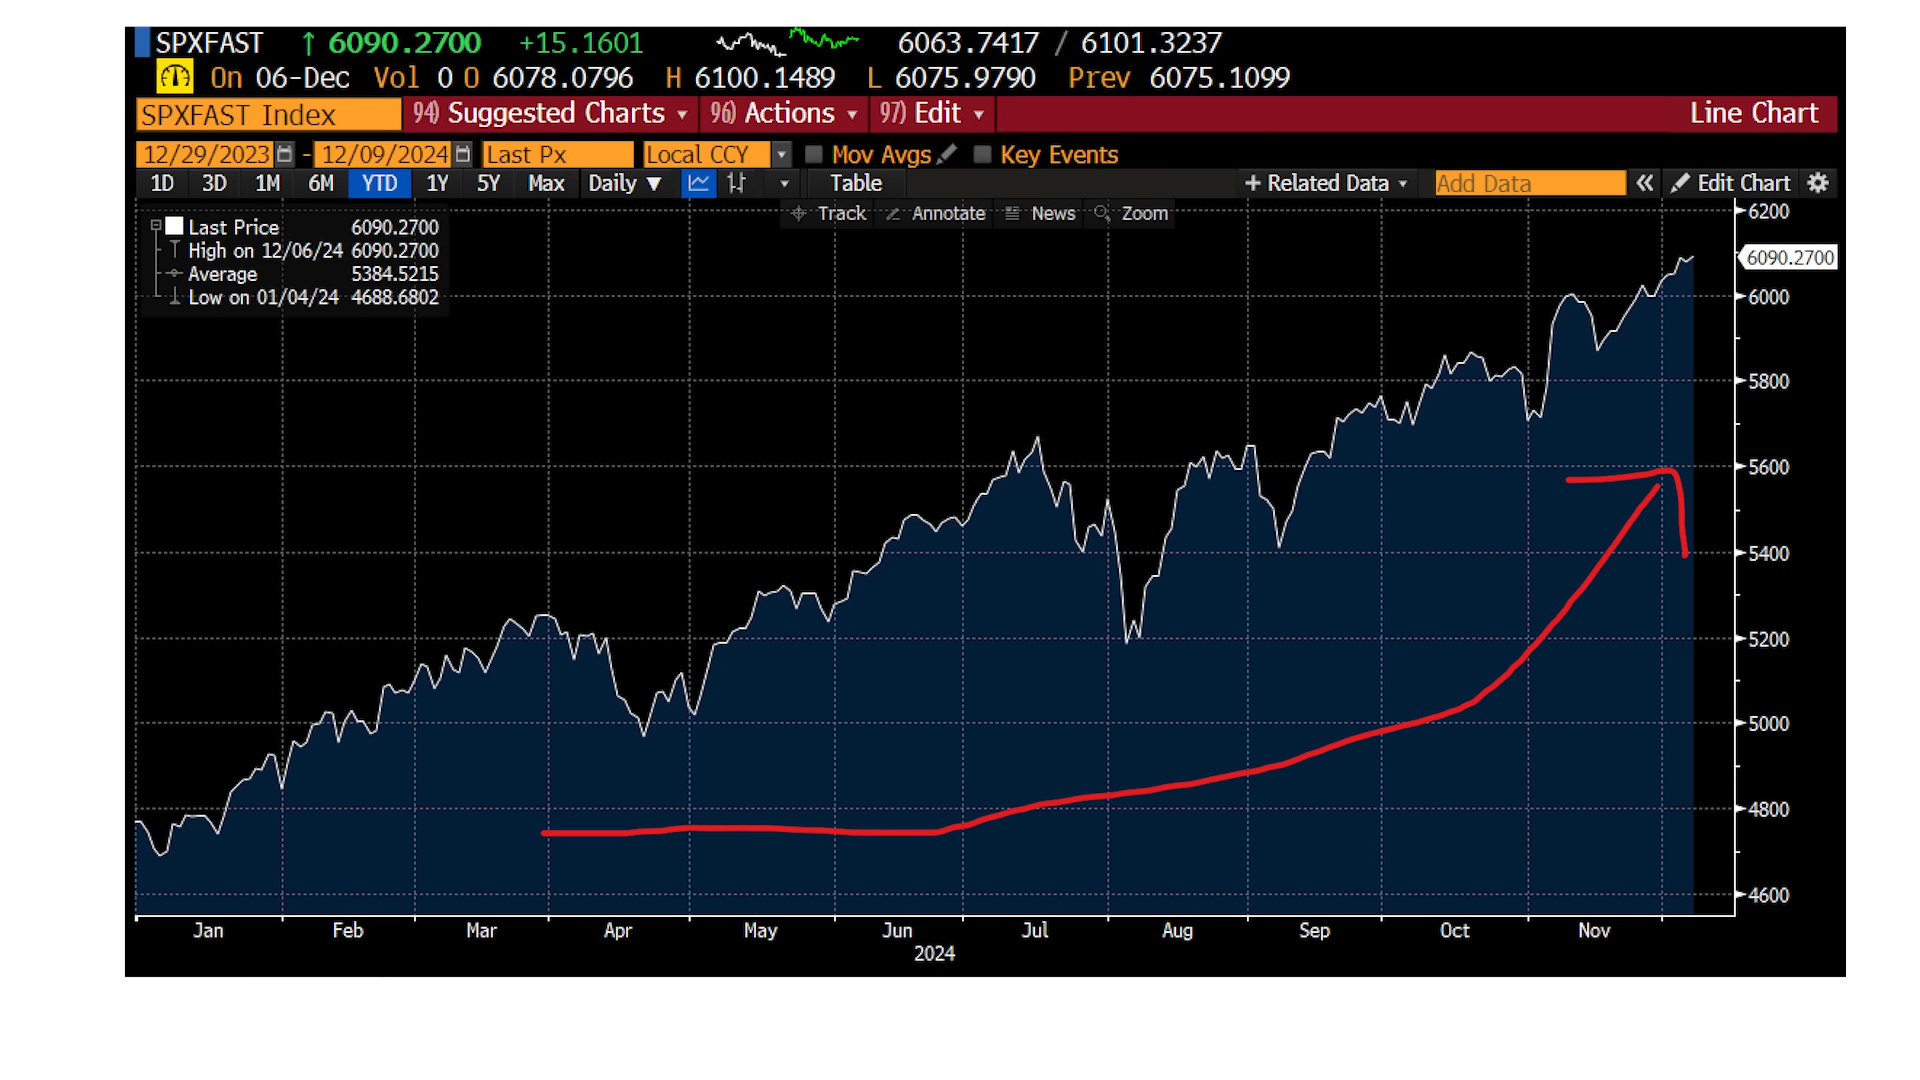 SPXFAST ↑ 6090.2700 +15.1601 6063.7417 / 6101.3237
On 06-Dec Vol 0 O 6078.0796 H 6100.1489 L 6075.9790 Prev 6075.1099
SPXFAST Index 94) Suggested Charts 96) Actions 97) Edit Line Chart
12/29/2023 - 12/09/2024 Last Px Local CCY Mov Avgs Key Events
1D 3D 1M 6M YTD 1Y 5Y Max Daily ▼ Table + Related Data Add Data « Edit Chart
Track Annotate News Zoom
Last Price 6090.2700
High on 12/06/24 6090.2700
Average 5384.5215
Low on 01/04/24 4688.6802
6200
6090.2700
6000
5800
5600
5400
5200
5000
4800
4600
Jan Feb Mar Apr May Jun Jul Aug Sep Oct Nov
2024